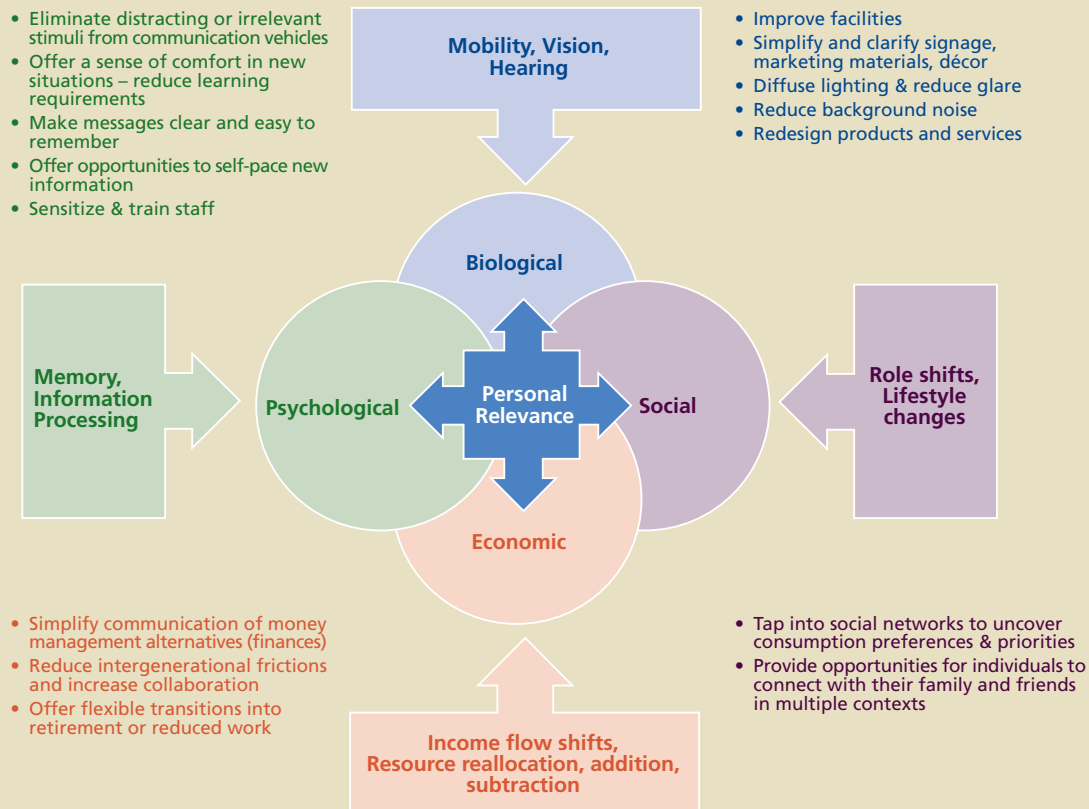 • Eliminate distracting or irrelevant
stimuli from communication vehicles
• Offer a sense of comfort in new
situations – reduce learning
requirements
• Make messages clear and easy to
remember
• Offer opportunities to self-pace new
information
• Sensitize & train staff
Mobility, Vision,
Hearing
• Improve facilities
• Simplify and clarify signage,
marketing materials, décor
• Diffuse lighting & reduce glare
• Reduce background noise
• Redesign products and services
Biological
Memory,
Information
Processing
Psychological
Personal
Relevance
Social
Role shifts,
Lifestyle
changes
Economic
• Simplify communication of money
management alternatives (finances)
• Reduce intergenerational frictions
and increase collaboration
• Offer flexible transitions into
retirement or reduced work
Income flow shifts,
Resource reallocation, addition,
subtraction
• Tap into social networks to uncover
consumption preferences & priorities
• Provide opportunities for individuals to
connect with their family and friends
in multiple contexts